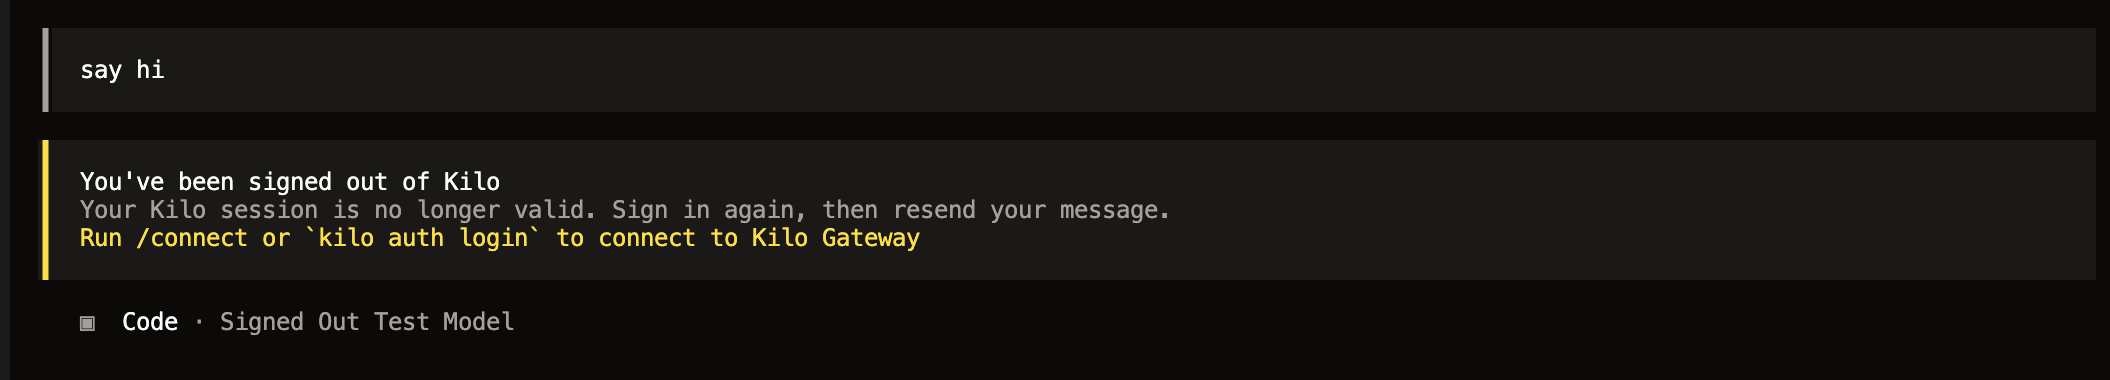 say hi
You've been signed out of Kilo
Your Kilo session is no longer valid. Sign in again, then resend your message.
Run /connect or `kilo auth login` to connect to Kilo Gateway
▣ Code · Signed Out Test Model